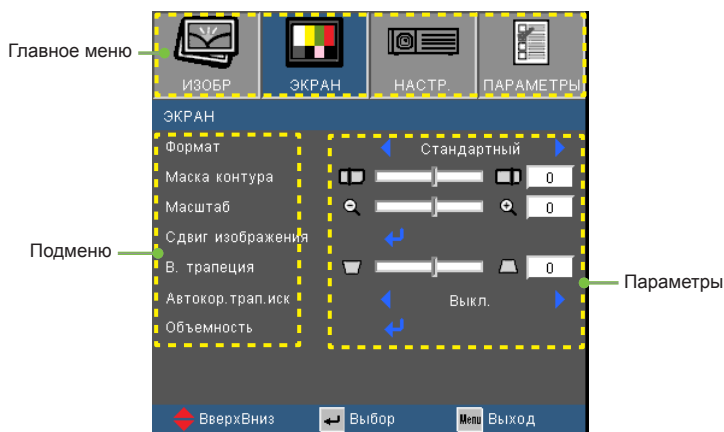 Главное меню
ИЗОБР ЭКРАН НАСТР. ПАРАМЕТРЫ
ЭКРАН
Формат Стандартный
Маска контура 0
Масштаб 0
Сдвиг изображения
Подменю
В. трапеция 0
Параметры
Автокор.трап.иск Выкл.
Объемность
ВверхВниз Выбор Menu Выход